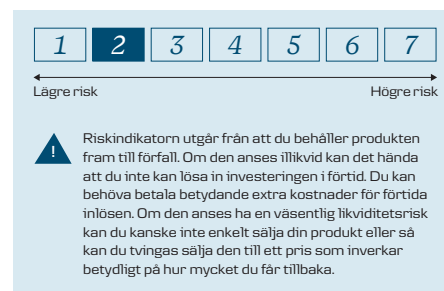 1 2 3 4 5 6 7
Lägre risk Högre risk
! Riskindikatorn utgår från att du behåller produkten
fram till förfall. Om den anses illikvid kan det hända
att du inte kan lösa in investeringen i förtid. Du kan
behöva betala betydande extra kostnader för förtida
inlösen. Om den anses ha en väsentlig likviditetsrisk
kan du kanske inte enkelt sälja din produkt eller så
kan du tvingas sälja den till ett pris som inverkar
betydligt på hur mycket du får tillbaka.